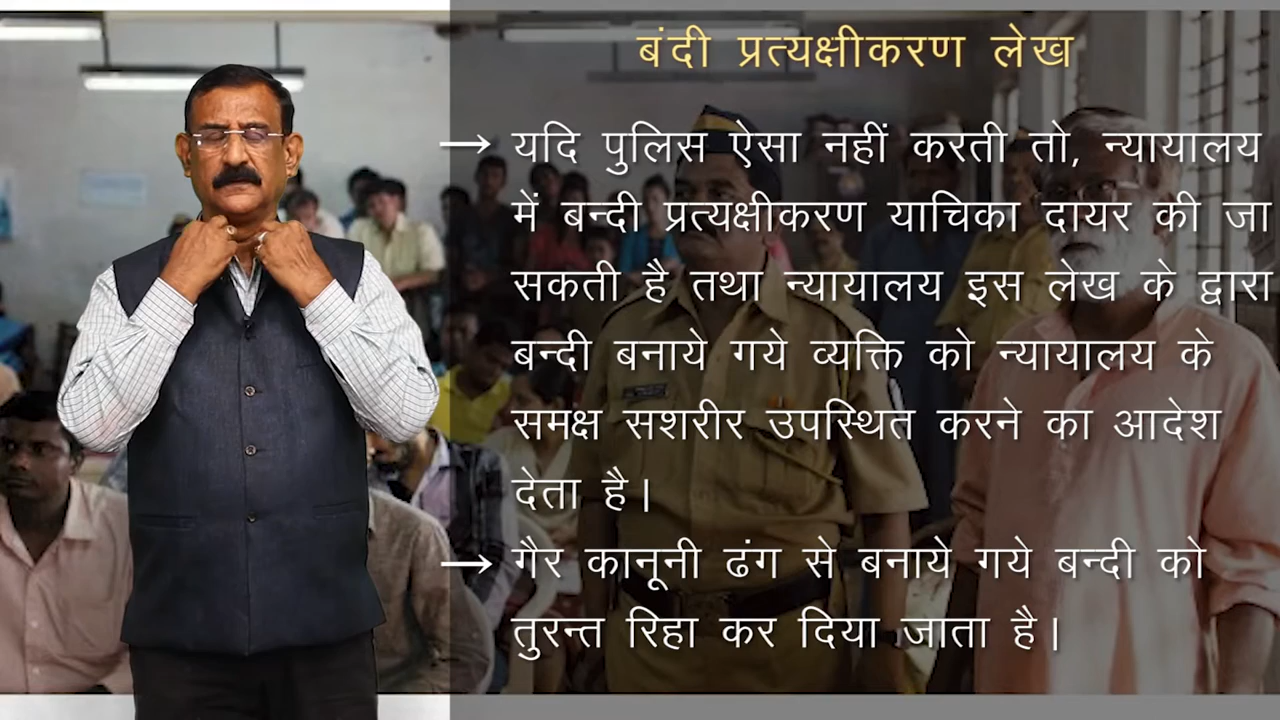 बंदी प्रत्यक्षीकरण लेख
→ यदि पुलिस ऐसा नहीं करती तो, न्यायालय
में बन्दी प्रत्यक्षीकरण याचिका दायर की जा
सकती है तथा न्यायालय इस लेख के द्वारा
बन्दी बनाये गये व्यक्ति को न्यायालय के
समक्ष सशरीर उपस्थित करने का आदेश
देता है।
→ गैर कानूनी ढंग से बनाये गये बन्दी को
तुरन्त रिहा कर दिया जाता है।